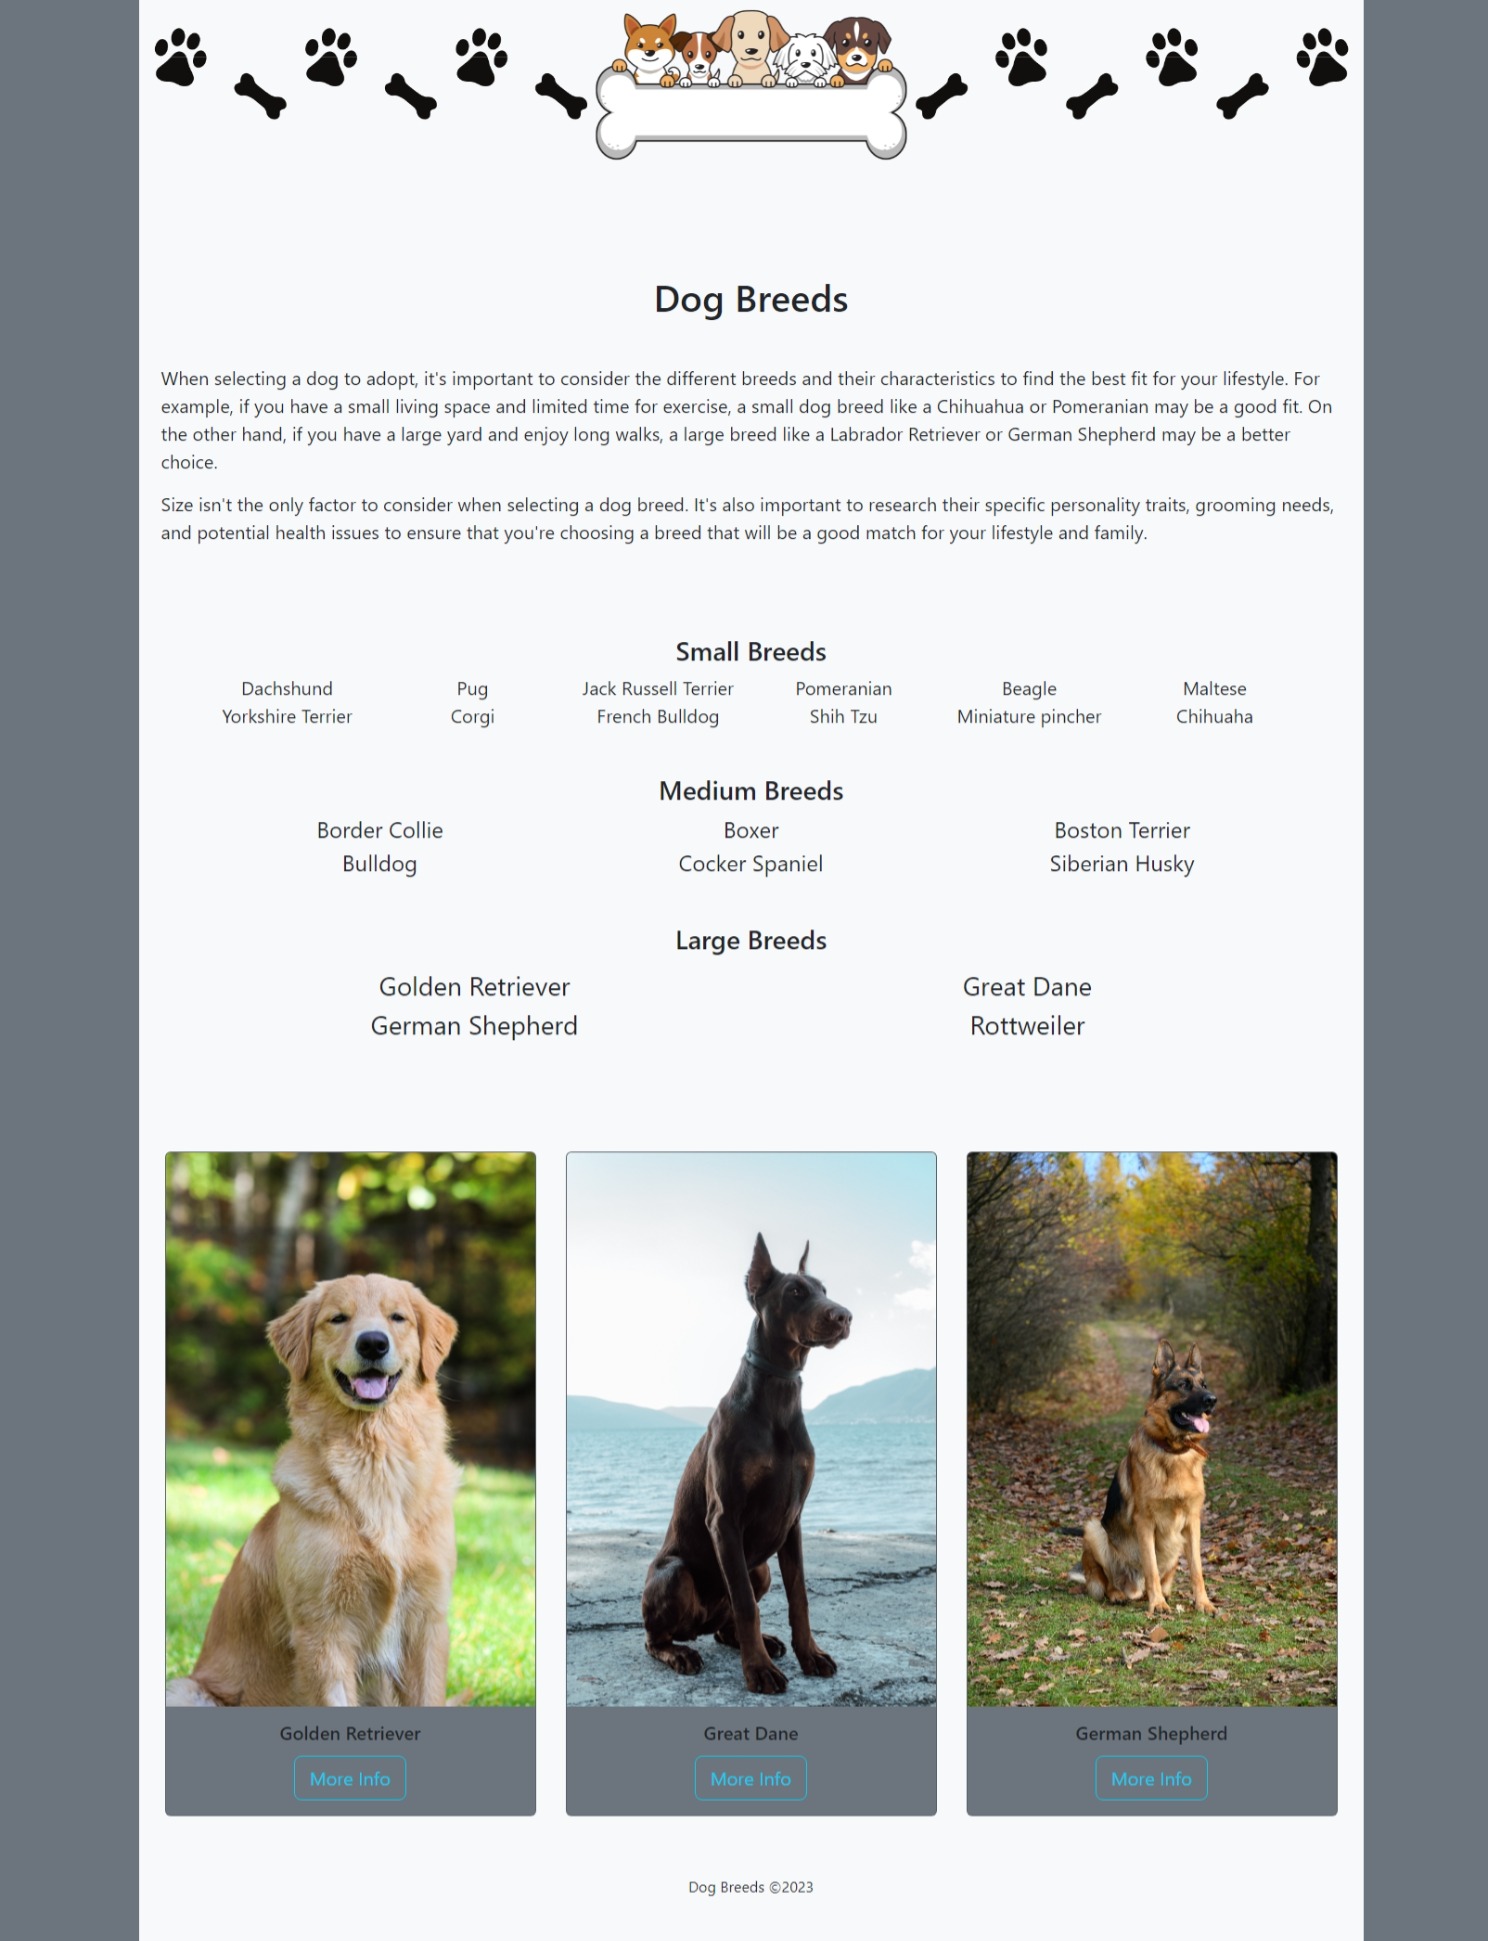 Dog Breeds
When selecting a dog to adopt, it's important to consider the different breeds and their characteristics to find the best fit for your lifestyle. For
example, if you have a small living space and limited time for exercise, a small dog breed like a Chihuahua or Pomeranian may be a good fit. On
the other hand, if you have a large yard and enjoy long walks, a large breed like a Labrador Retriever or German Shepherd may be a better
choice.
Size isn't the only factor to consider when selecting a dog breed. It's also important to research their specific personality traits, grooming needs,
and potential health issues to ensure that you're choosing a breed that will be a good match for your lifestyle and family.
Small Breeds
Dachshund Pug Jack Russell Terrier Pomeranian Beagle Maltese
Yorkshire Terrier Corgi French Bulldog Shih Tzu Miniature pincher Chihuaha
Medium Breeds
Border Collie Boxer Boston Terrier
Bulldog Cocker Spaniel Siberian Husky
Large Breeds
Golden Retriever Great Dane
German Shepherd Rottweiler
Golden Retriever Great Dane German Shepherd
More Info More Info More Info
Dog Breeds ©2023